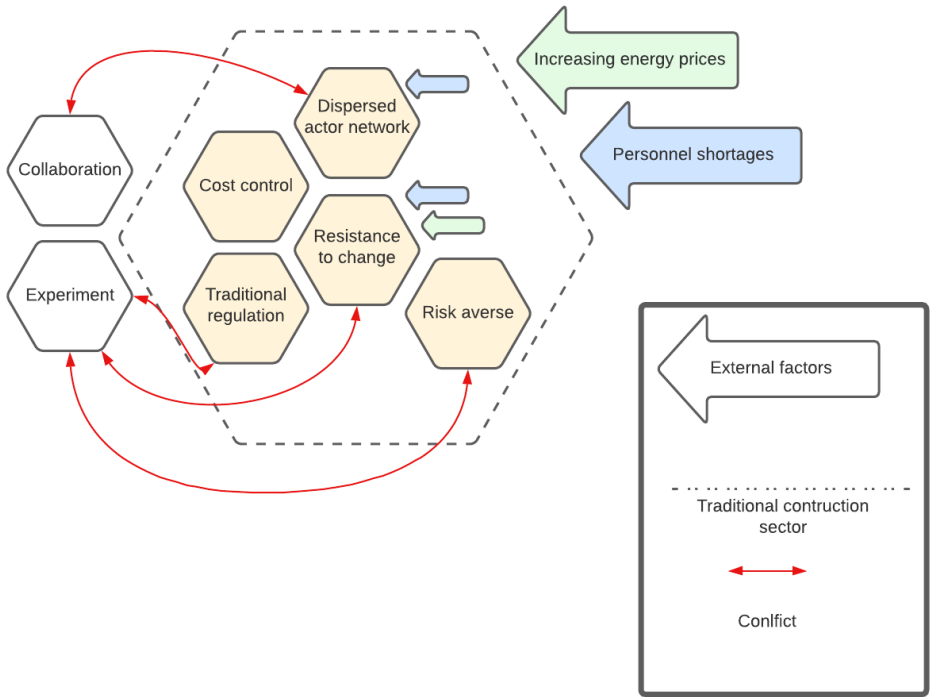 Increasing energy prices
Dispersed
actor network
Personnel shortages
Collaboration
Cost control
Resistance
to change
Experiment
Traditional
regulation
Risk averse
External factors
Traditional contruction
sector
Conlfict